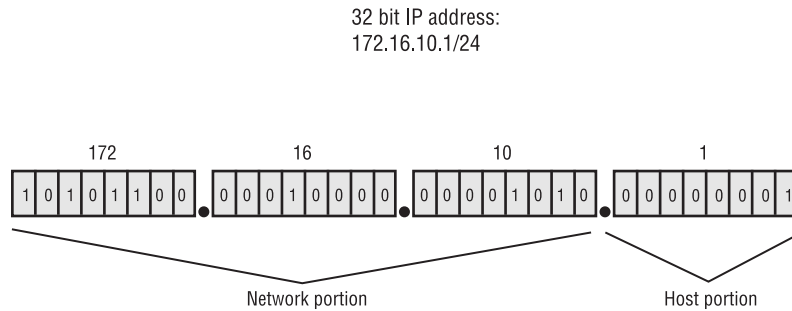 32 bit IP address:
172.16.10.1/24
172 16 10 1
1 0 1 0 1 1 0 0 . 0 0 0 1 0 0 0 0 . 0 0 0 0 1 0 1 0 . 0 0 0 0 0 0 0 1
Network portion Host portion